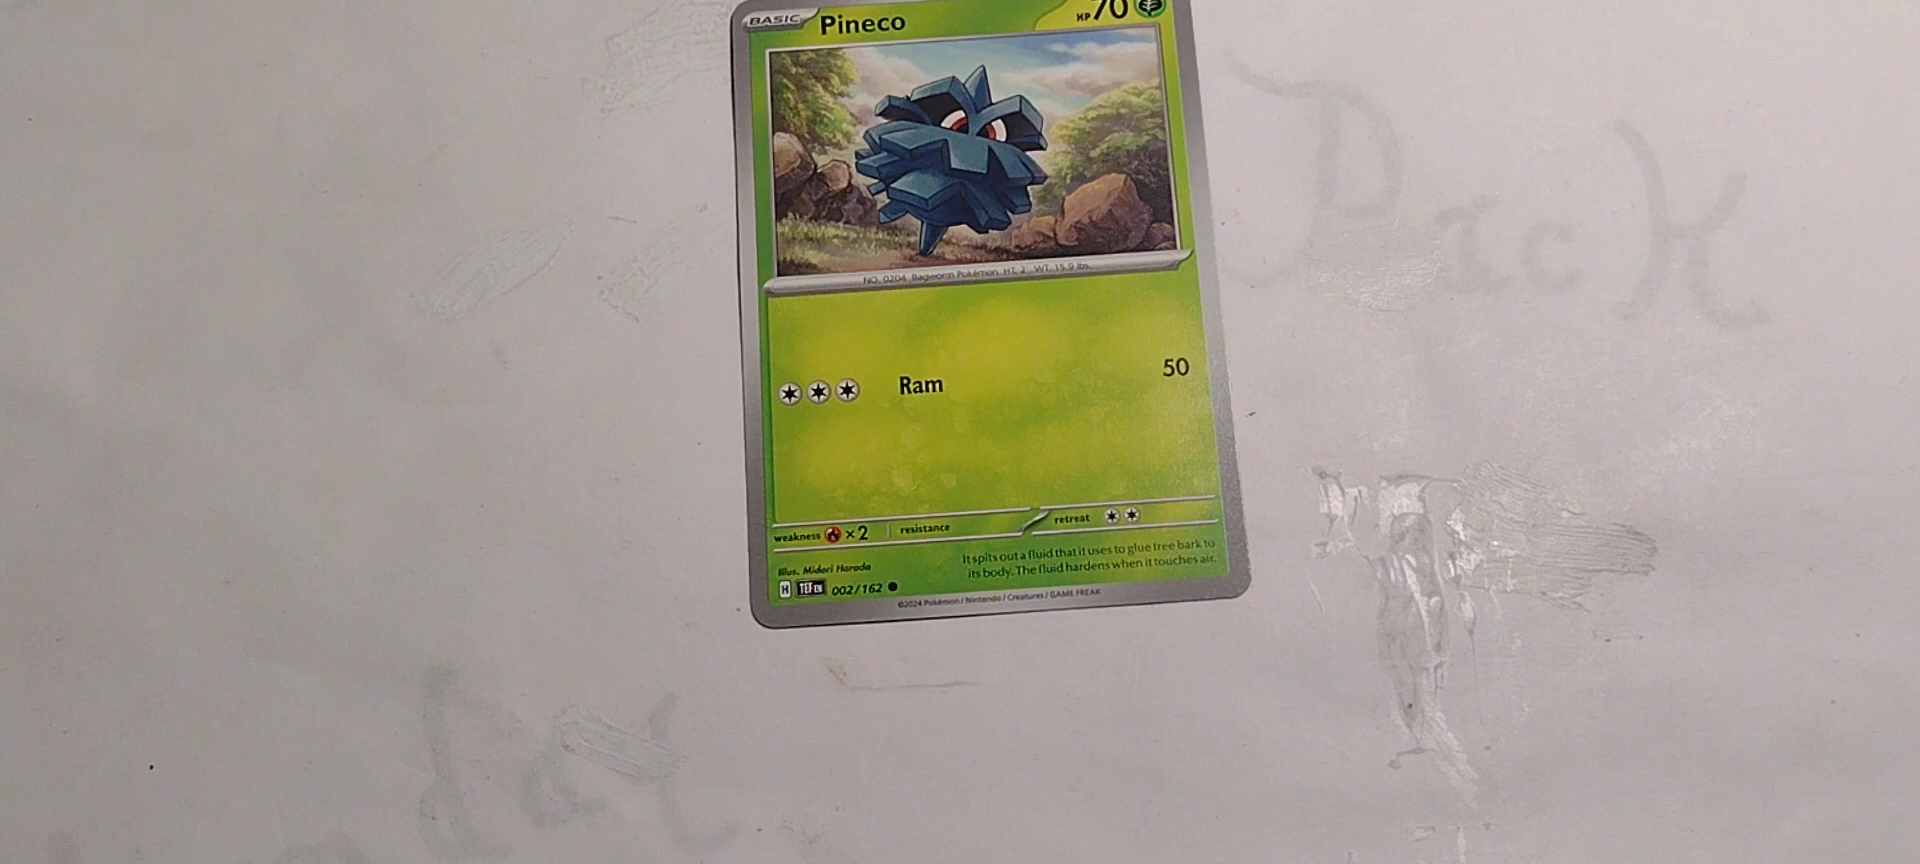 BASIC Pineco HP 70
NO. 0204 Bagworm Pokémon HT. 2' WT. 15.9 lbs.
Ram 50
weakness ×2 resistance retreat
It spits out a fluid that it uses to glue tree bark to
its body. The fluid hardens when it touches air.
Illus. Midori Harada
H TEF EN 002/162
©2024 Pokémon / Nintendo / Creatures / GAME FREAK
Pack